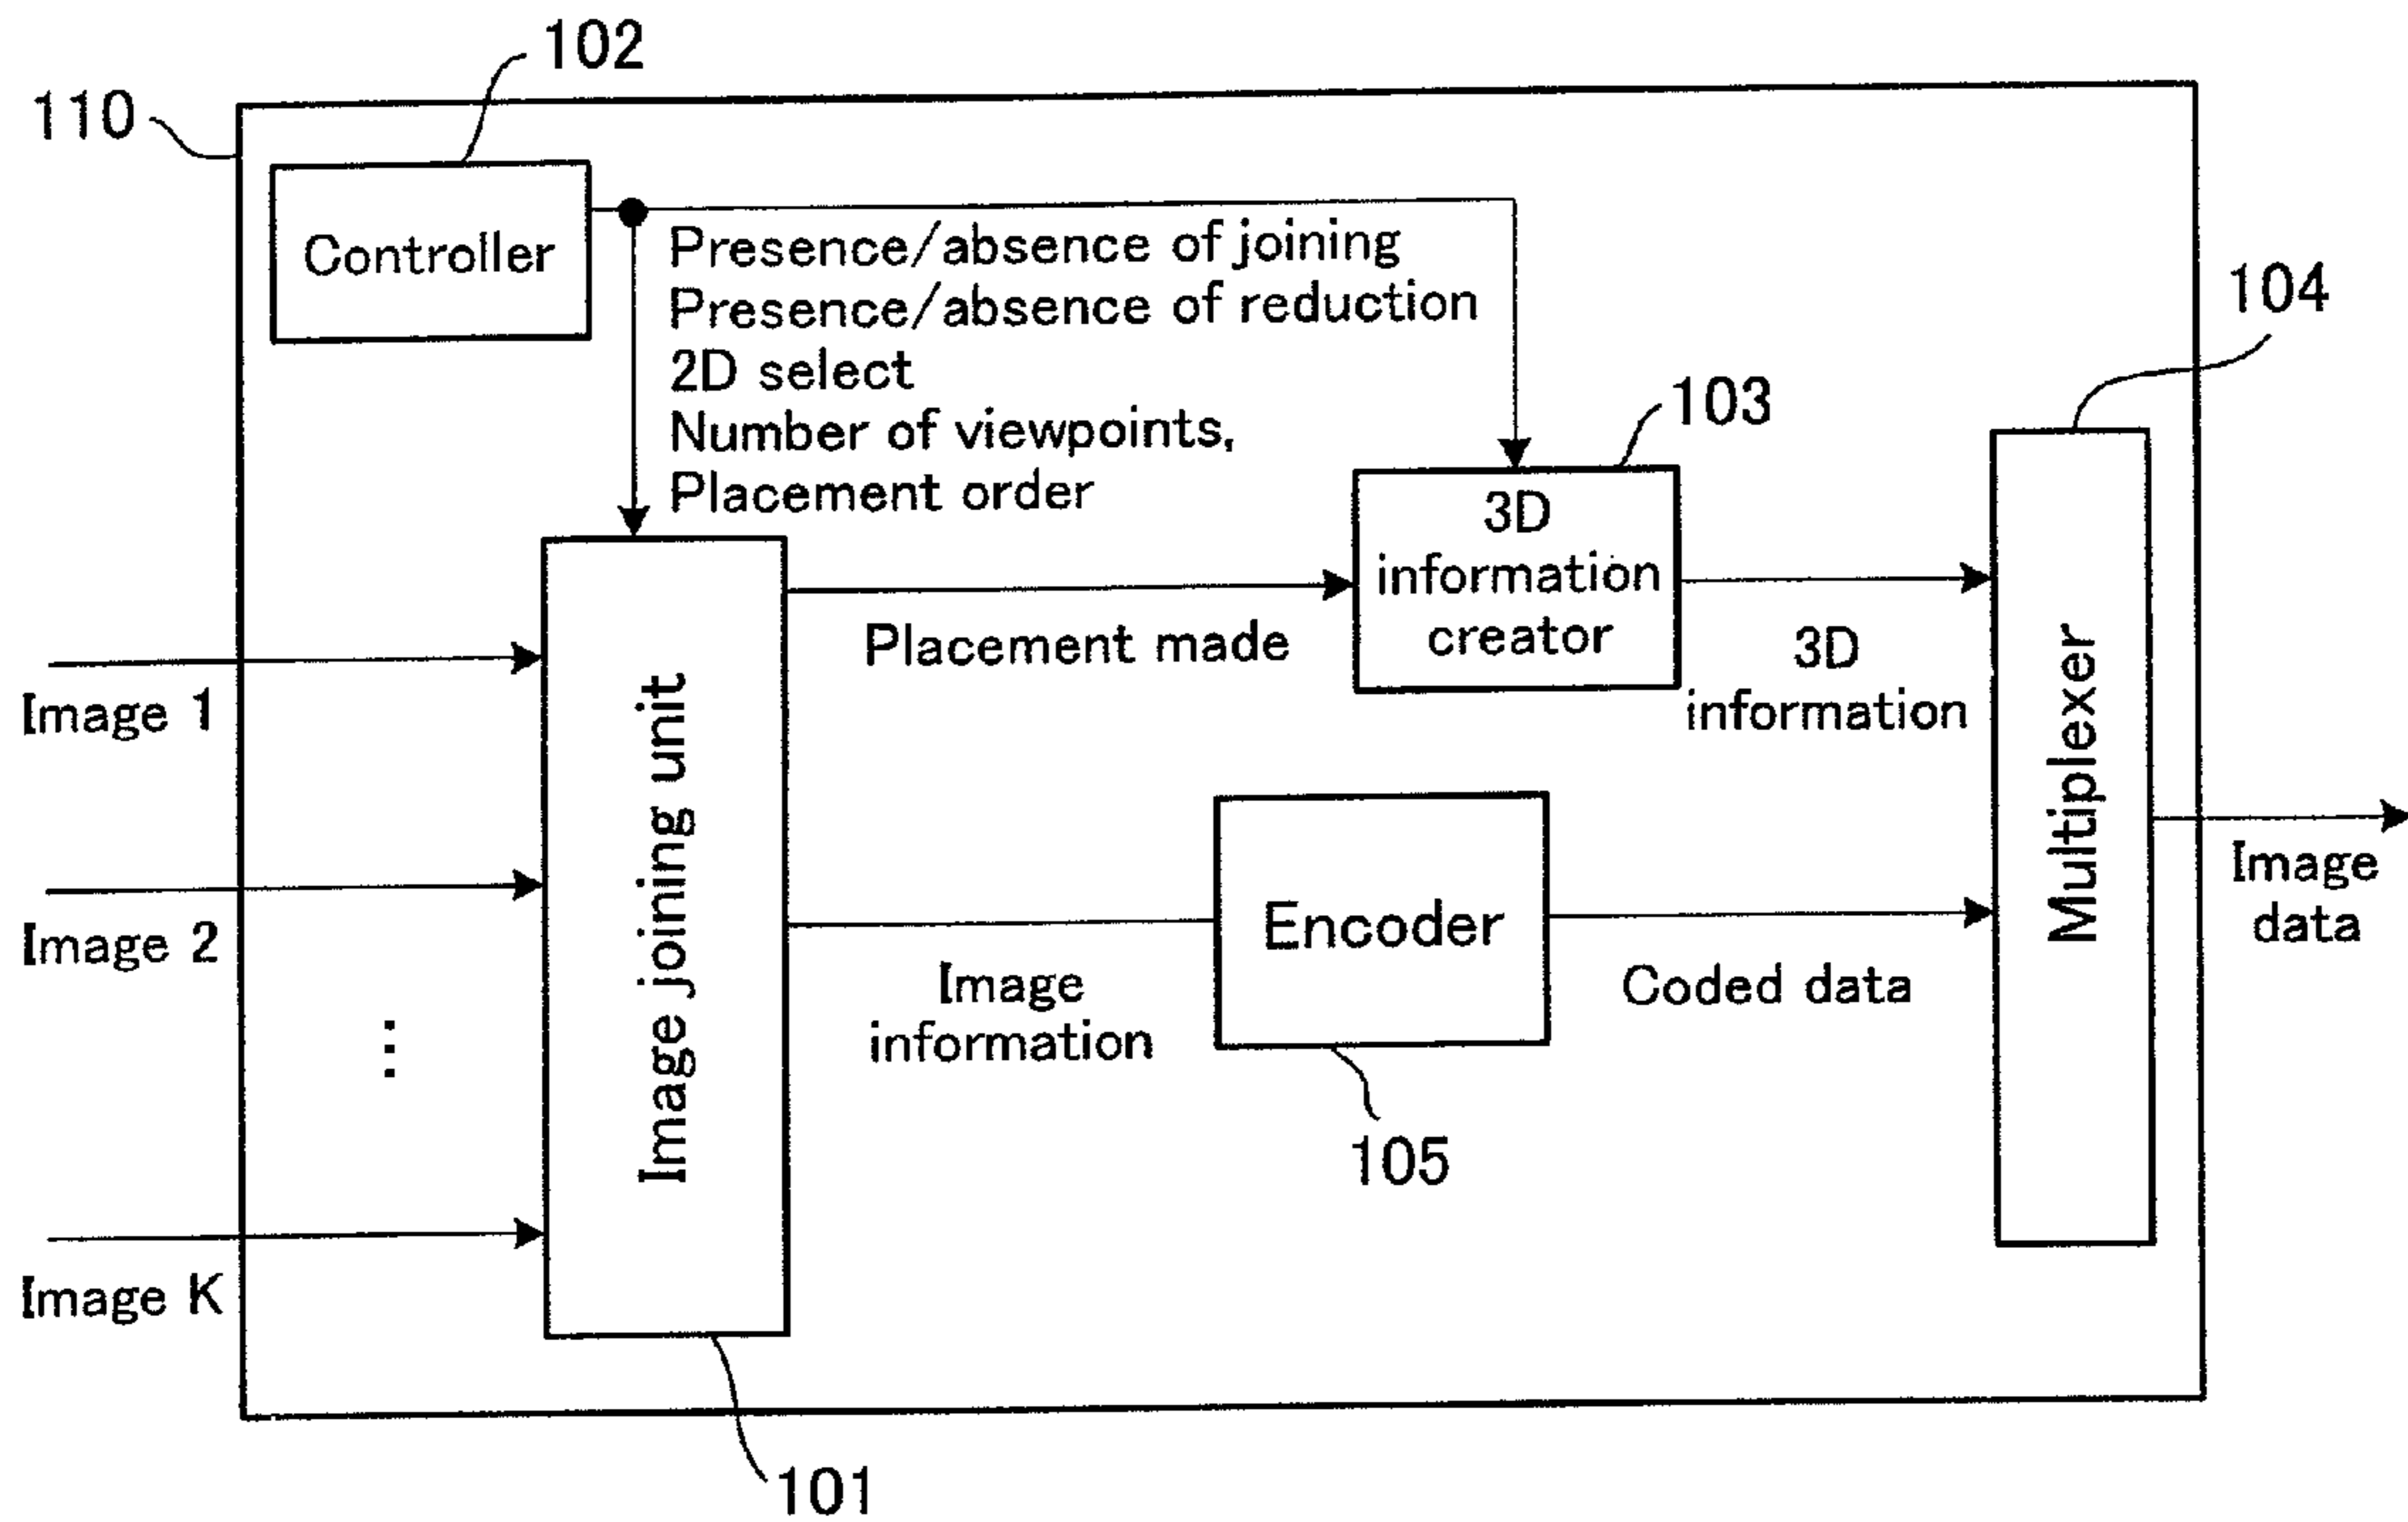 102
110
Controller
Presence/absence of joining
Presence/absence of reduction
2D select
Number of viewpoints,
Placement order
104
103
3D
information
creator
Placement made
3D
information
Image 1
Image 2
⋮
Image K
Image joining unit
Multiplexer
Encoder
Image
information
Coded data
Image
data
105
101